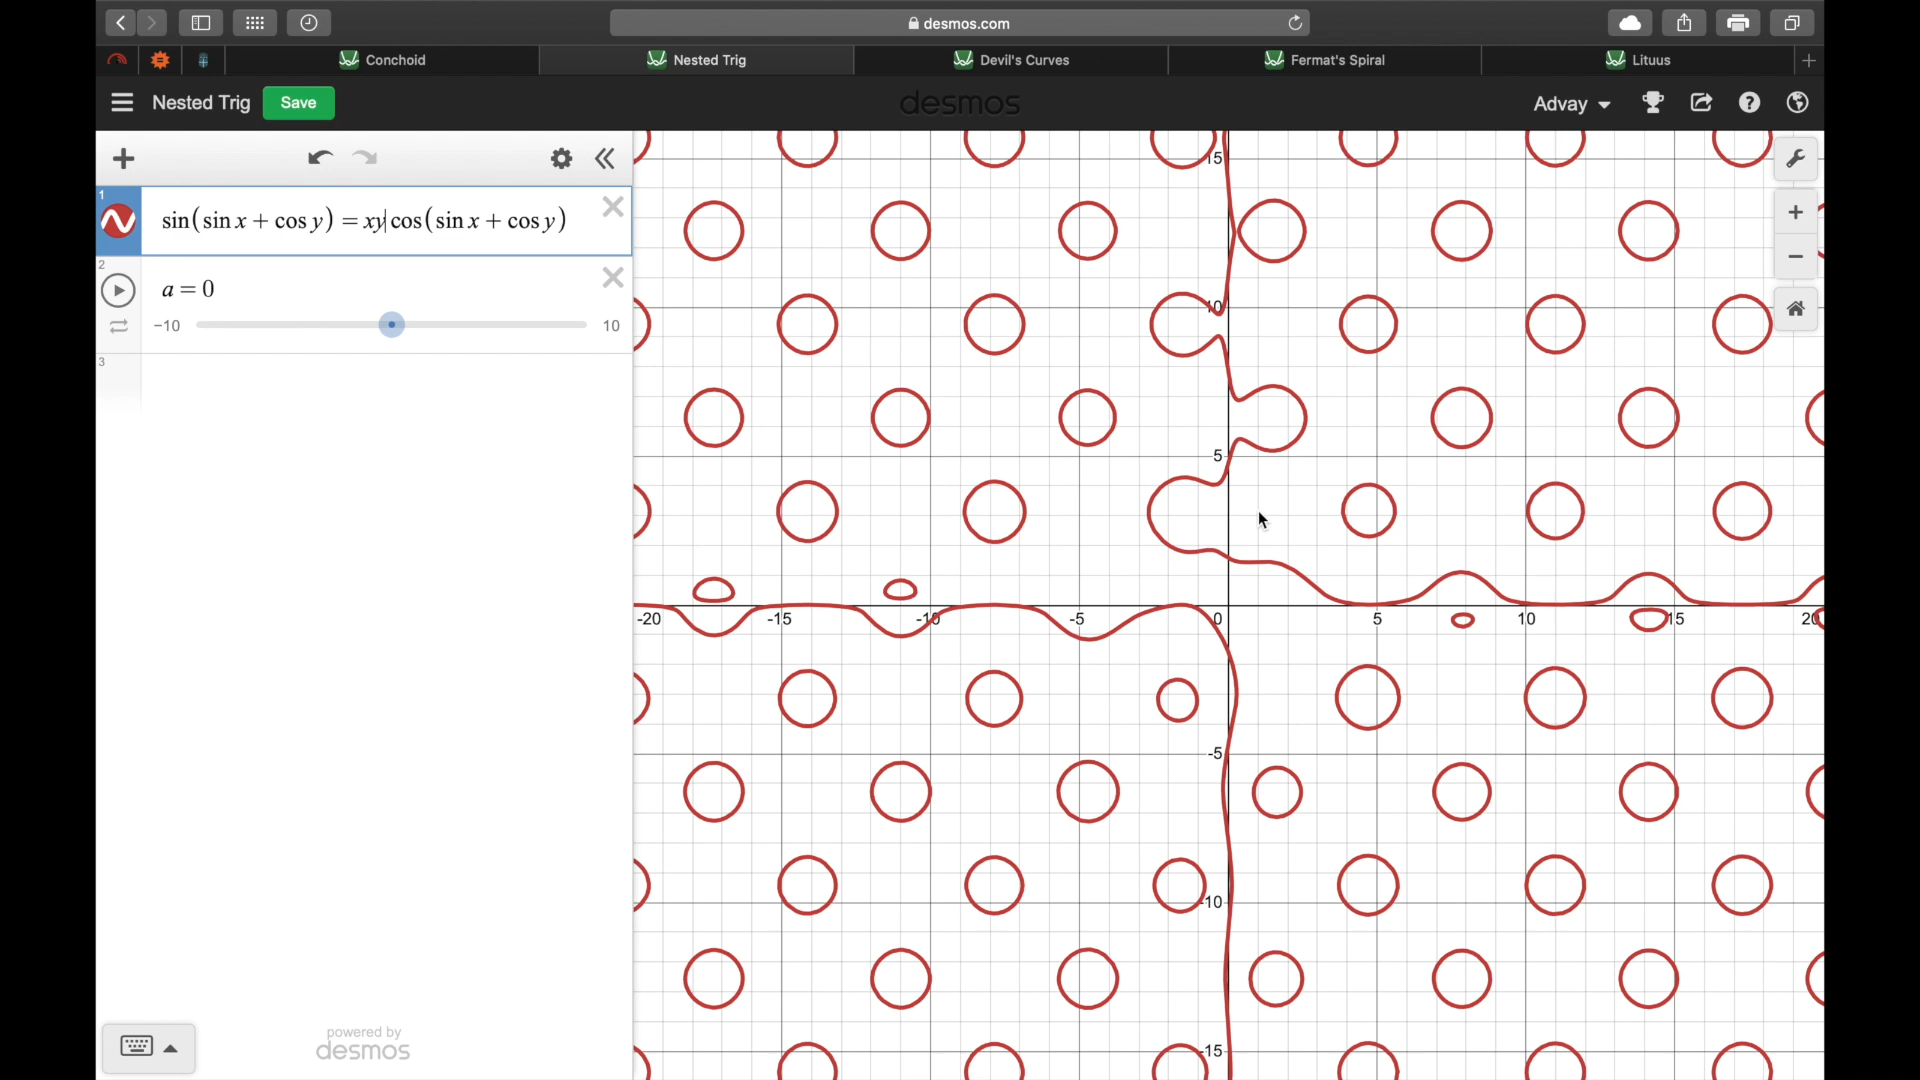 desmos.com
Conchoid
Nested Trig
Devil's Curves
Fermat's Spiral
Lituus
Nested Trig
Save
desmos
Advay
1
sin(sin x + cos y) = xy cos(sin x + cos y)
2
a = 0
-10
10
3
15
10
5
-20
-15
-10
-5
0
5
10
15
20
-5
-10
-15
powered by
desmos